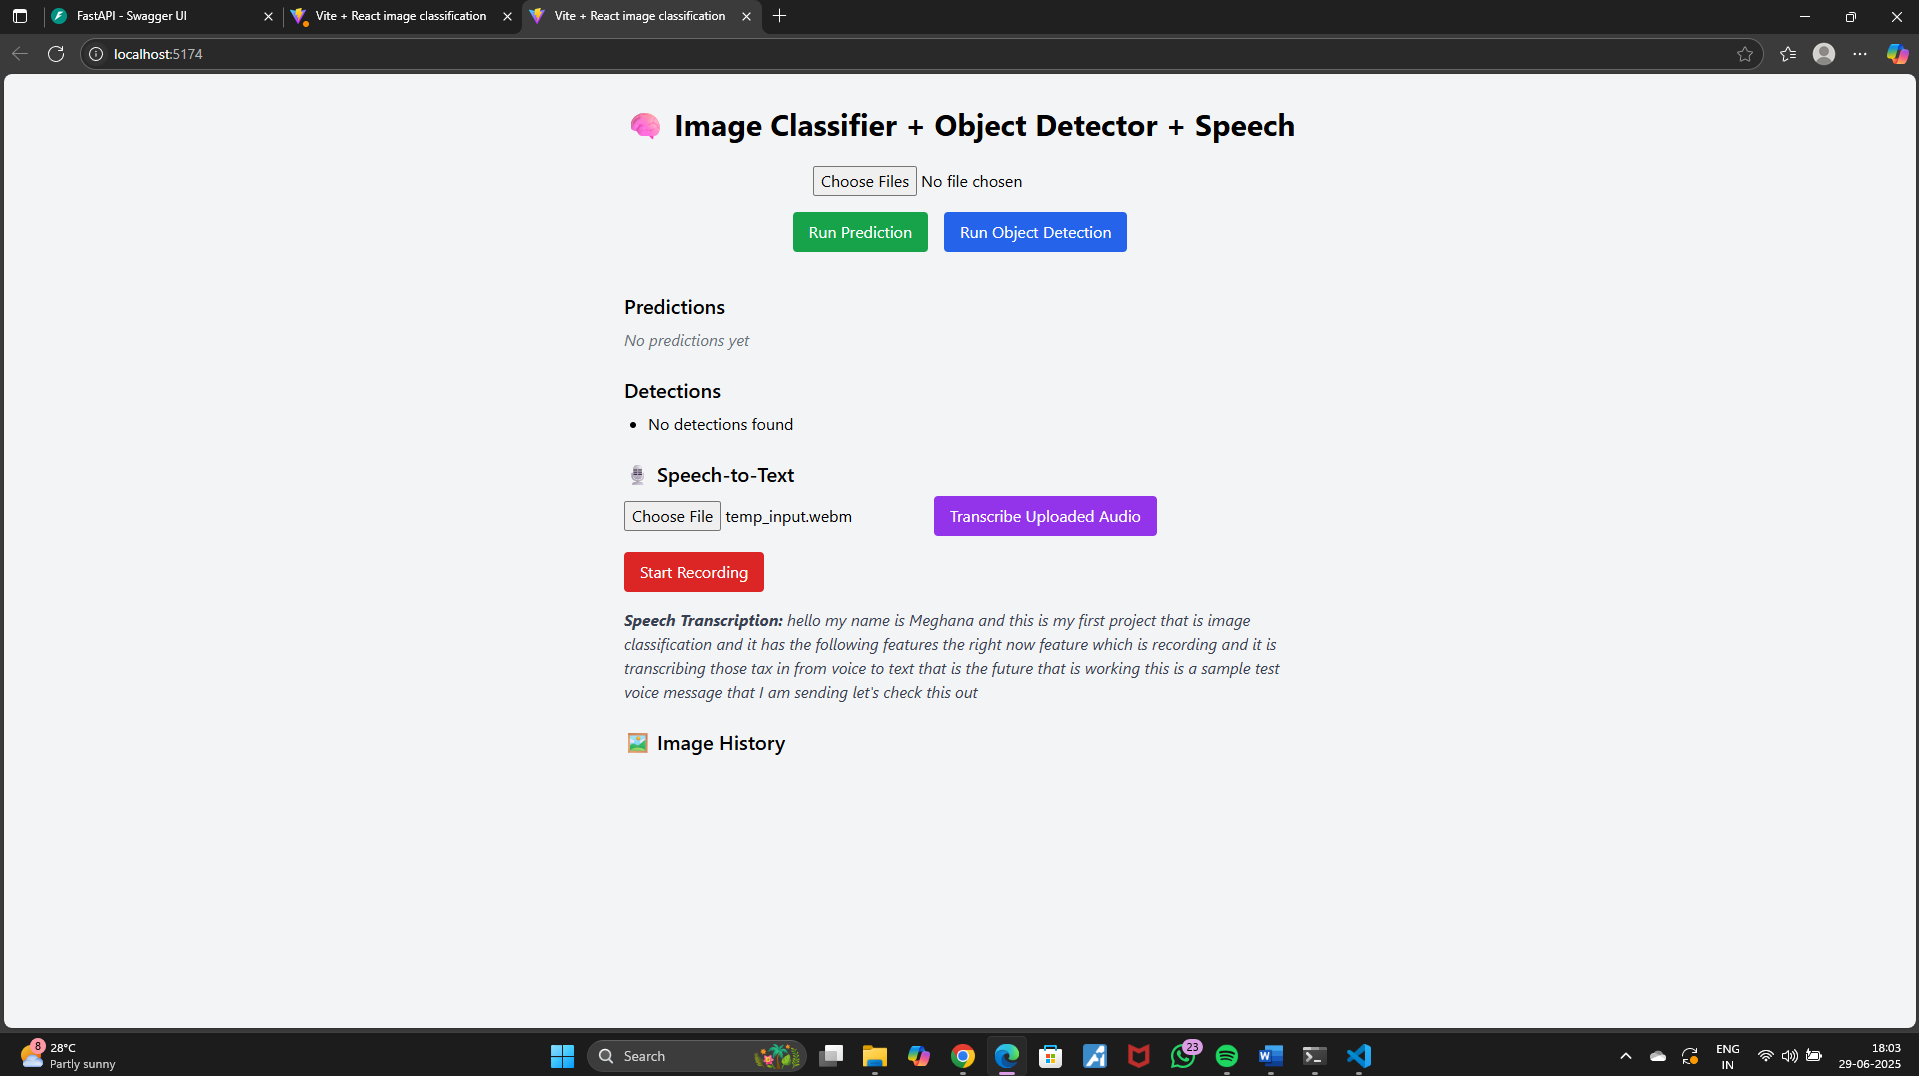 FastAPI - Swagger UI
Vite + React image classification
Vite + React image classification
localhost:5174
🧠 Image Classifier + Object Detector + Speech
Choose Files No file chosen
Run Prediction Run Object Detection
Predictions
No predictions yet
Detections
• No detections found
🎙️ Speech-to-Text
Choose File temp_input.webm Transcribe Uploaded Audio
Start Recording
Speech Transcription: hello my name is Meghana and this is my first project that is image
classification and it has the following features the right now feature which is recording and it is
transcribing those tax in from voice to text that is the future that is working this is a sample test
voice message that I am sending let's check this out
🖼️ Image History
8
28°C
Partly sunny
Search
23
ENG
IN
18:03
29-06-2025